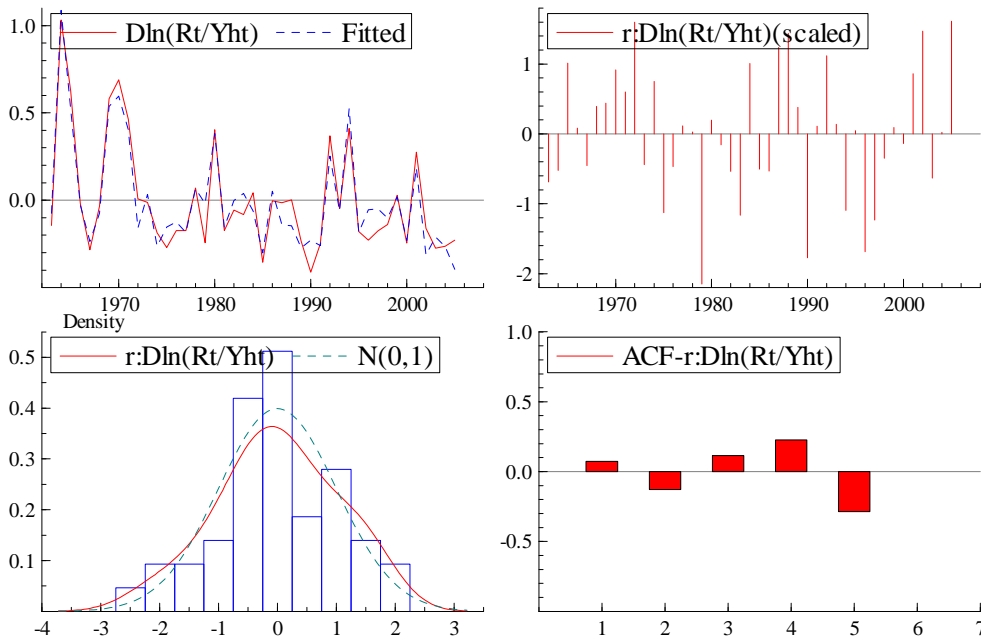 Dln(Rt/Yht) Fitted
1.0
0.5
0.0
1970 1980 1990 2000
r:Dln(Rt/Yht)(scaled)
1
0
-1
-2
1970 1980 1990 2000
Density
r:Dln(Rt/Yht) N(0,1)
0.5
0.4
0.3
0.2
0.1
-4 -3 -2 -1 0 1 2 3
ACF-r:Dln(Rt/Yht)
1.0
0.5
0.0
-0.5
1 2 3 4 5 6 7